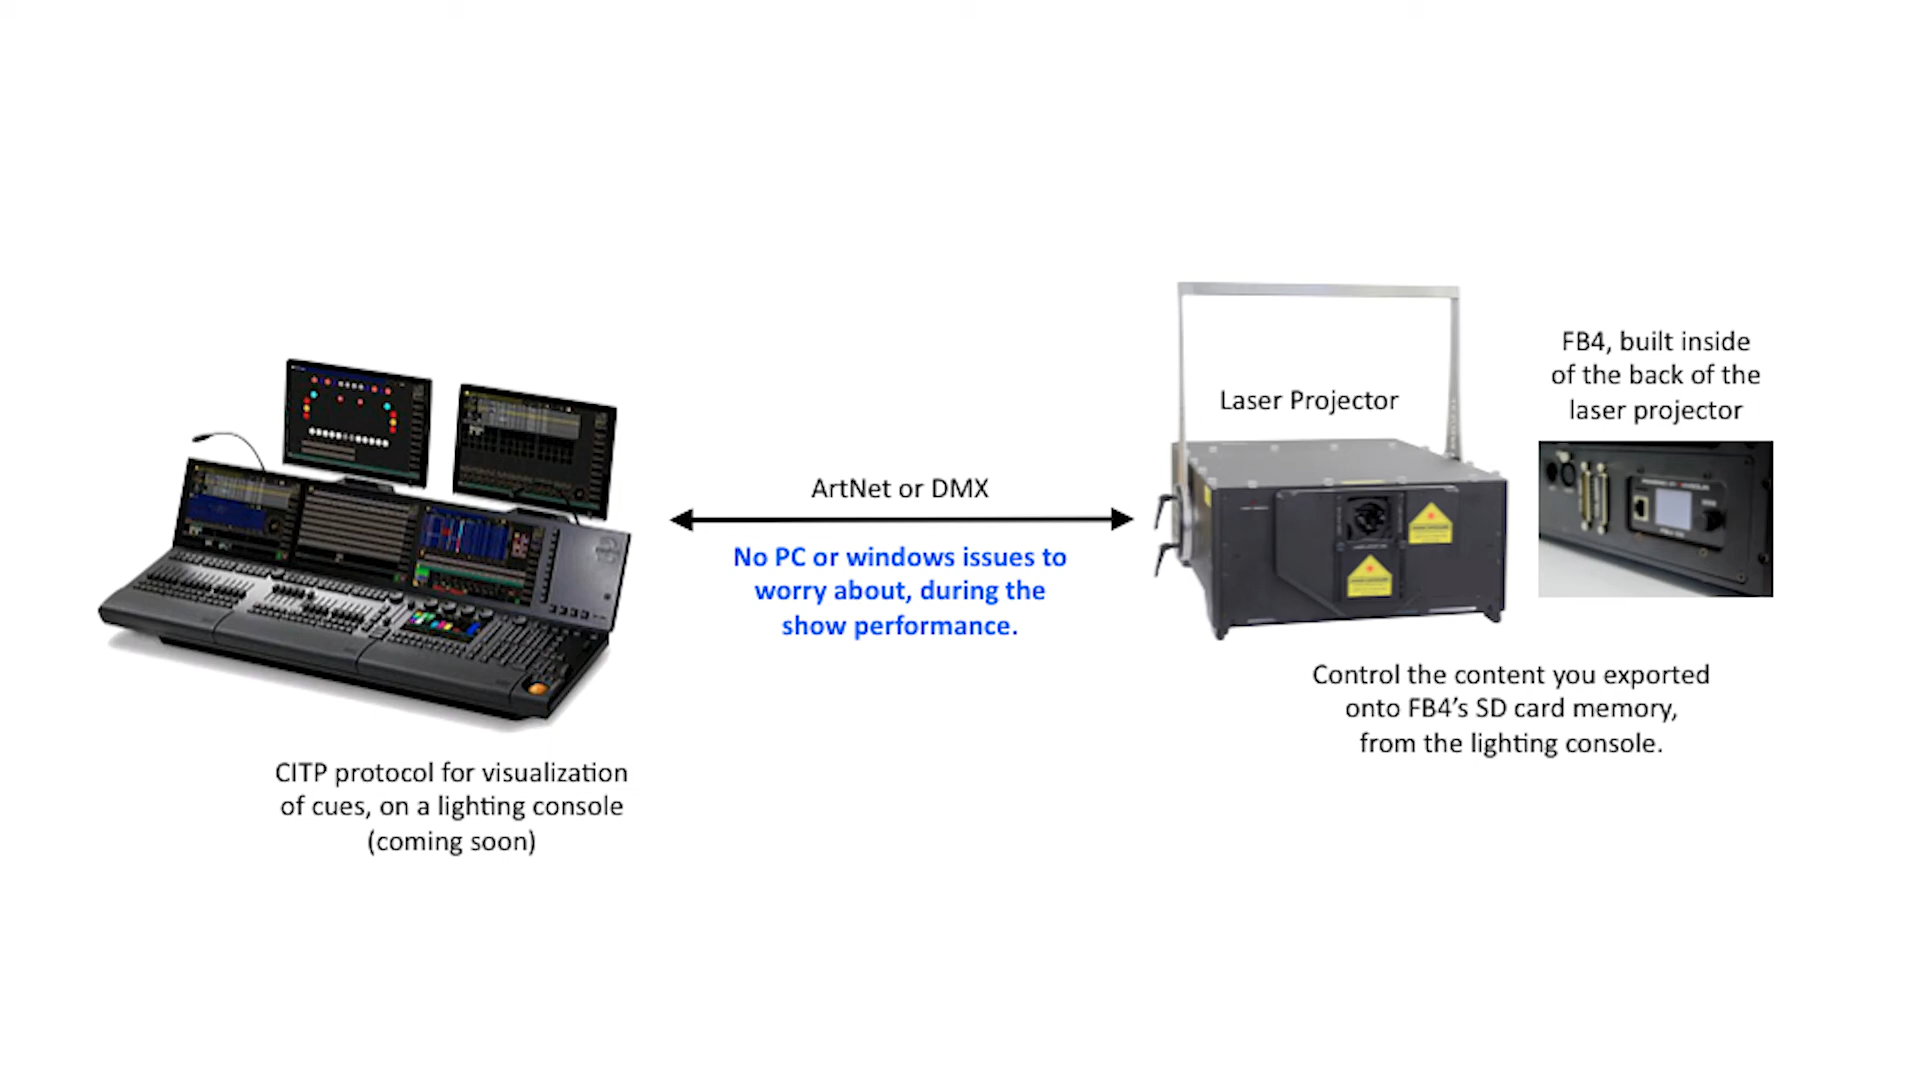 FB4, built inside
of the back of the
laser projector
Laser Projector
ArtNet or DMX
No PC or windows issues to
worry about, during the
show performance.
Control the content you exported
onto FB4’s SD card memory,
from the lighting console.
CITP protocol for visualization
of cues, on a lighting console
(coming soon)